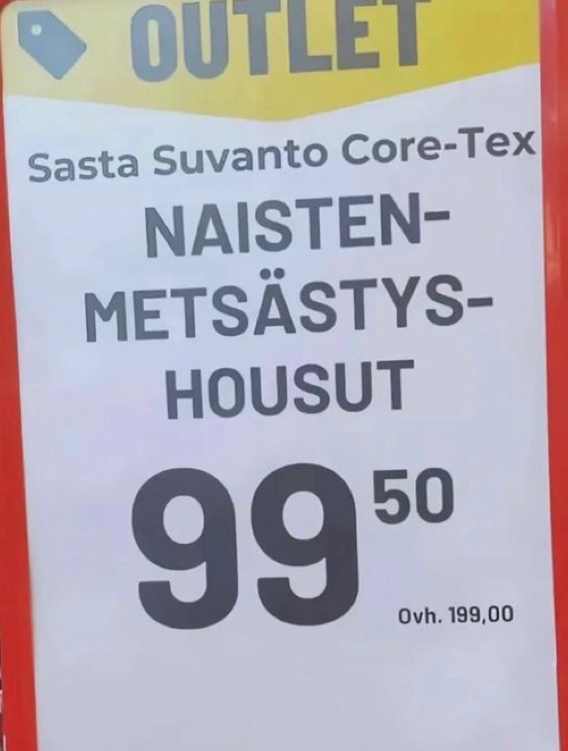 OUTLET
Sasta Suvanto Core-Tex
NAISTEN-
METSÄSTYS-
HOUSUT
99 50
Ovh. 199,00